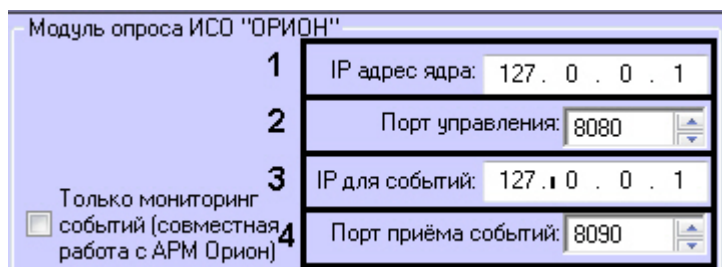 Модуль опроса ИСО "ОРИОН"
1 IP адрес ядра: 127 . 0 . 0 . 1
2 Порт управления: 8080
3 IP для событий: 127 . 0 . 0 . 1
Только мониторинг
событий (совместная
работа с АРМ Орион)
4 Порт приёма событий: 8090